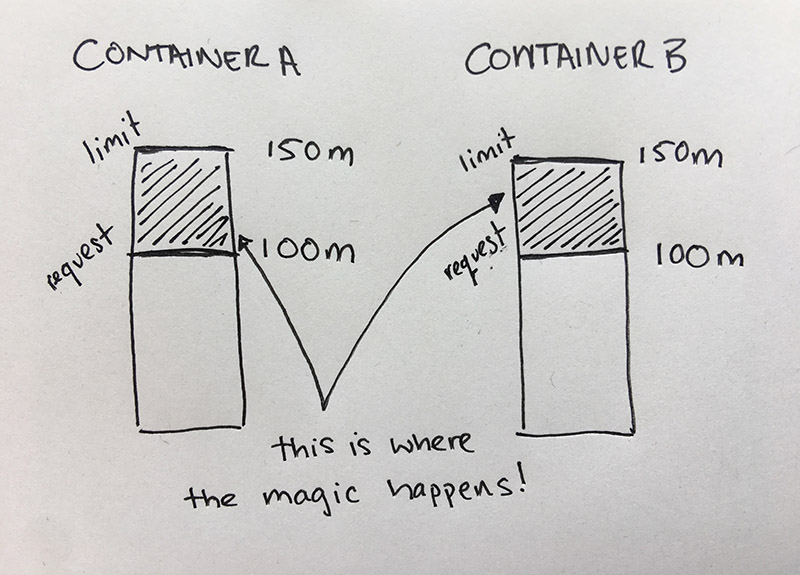 CONTAINER A
CONTAINER B
limit
150m
request
100m
limit
150m
request
100m
this is where
the magic happens!